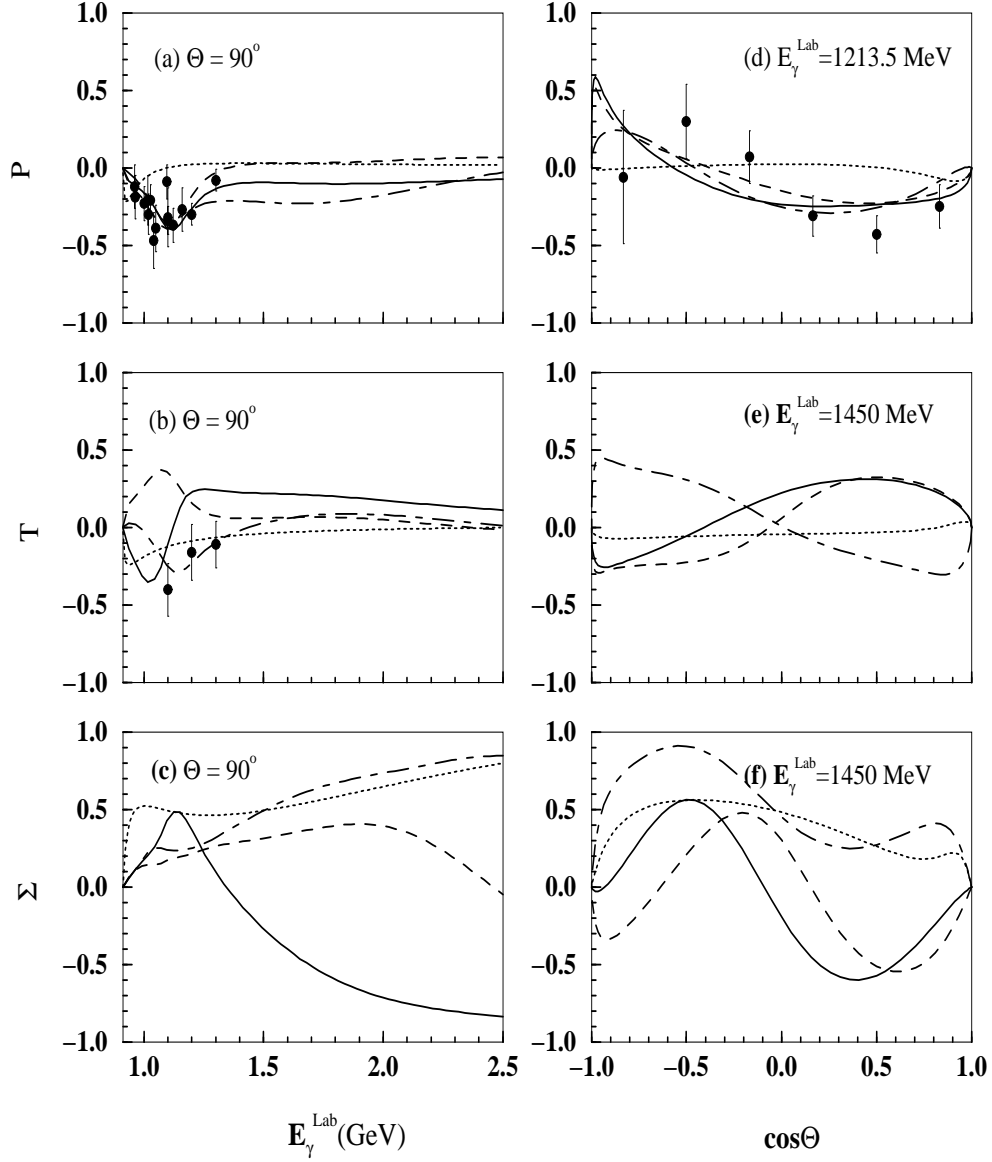 1.0
0.5
0.0
−0.5
−1.0
P
(a) Θ = 90°
(d) E_γ^Lab=1213.5 MeV
1.0
0.5
0.0
−0.5
−1.0
T
(b) Θ = 90°
(e) E_γ^Lab=1450 MeV
1.0
0.5
0.0
−0.5
−1.0
Σ
(c) Θ = 90°
(f) E_γ^Lab=1450 MeV
1.0 1.5 2.0 2.5
−1.0 −0.5 0.0 0.5 1.0
1.0
0.5
0.0
−0.5
−1.0
1.0
0.5
0.0
−0.5
−1.0
1.0
0.5
0.0
−0.5
−1.0
E_γ^Lab(GeV)
cosΘ